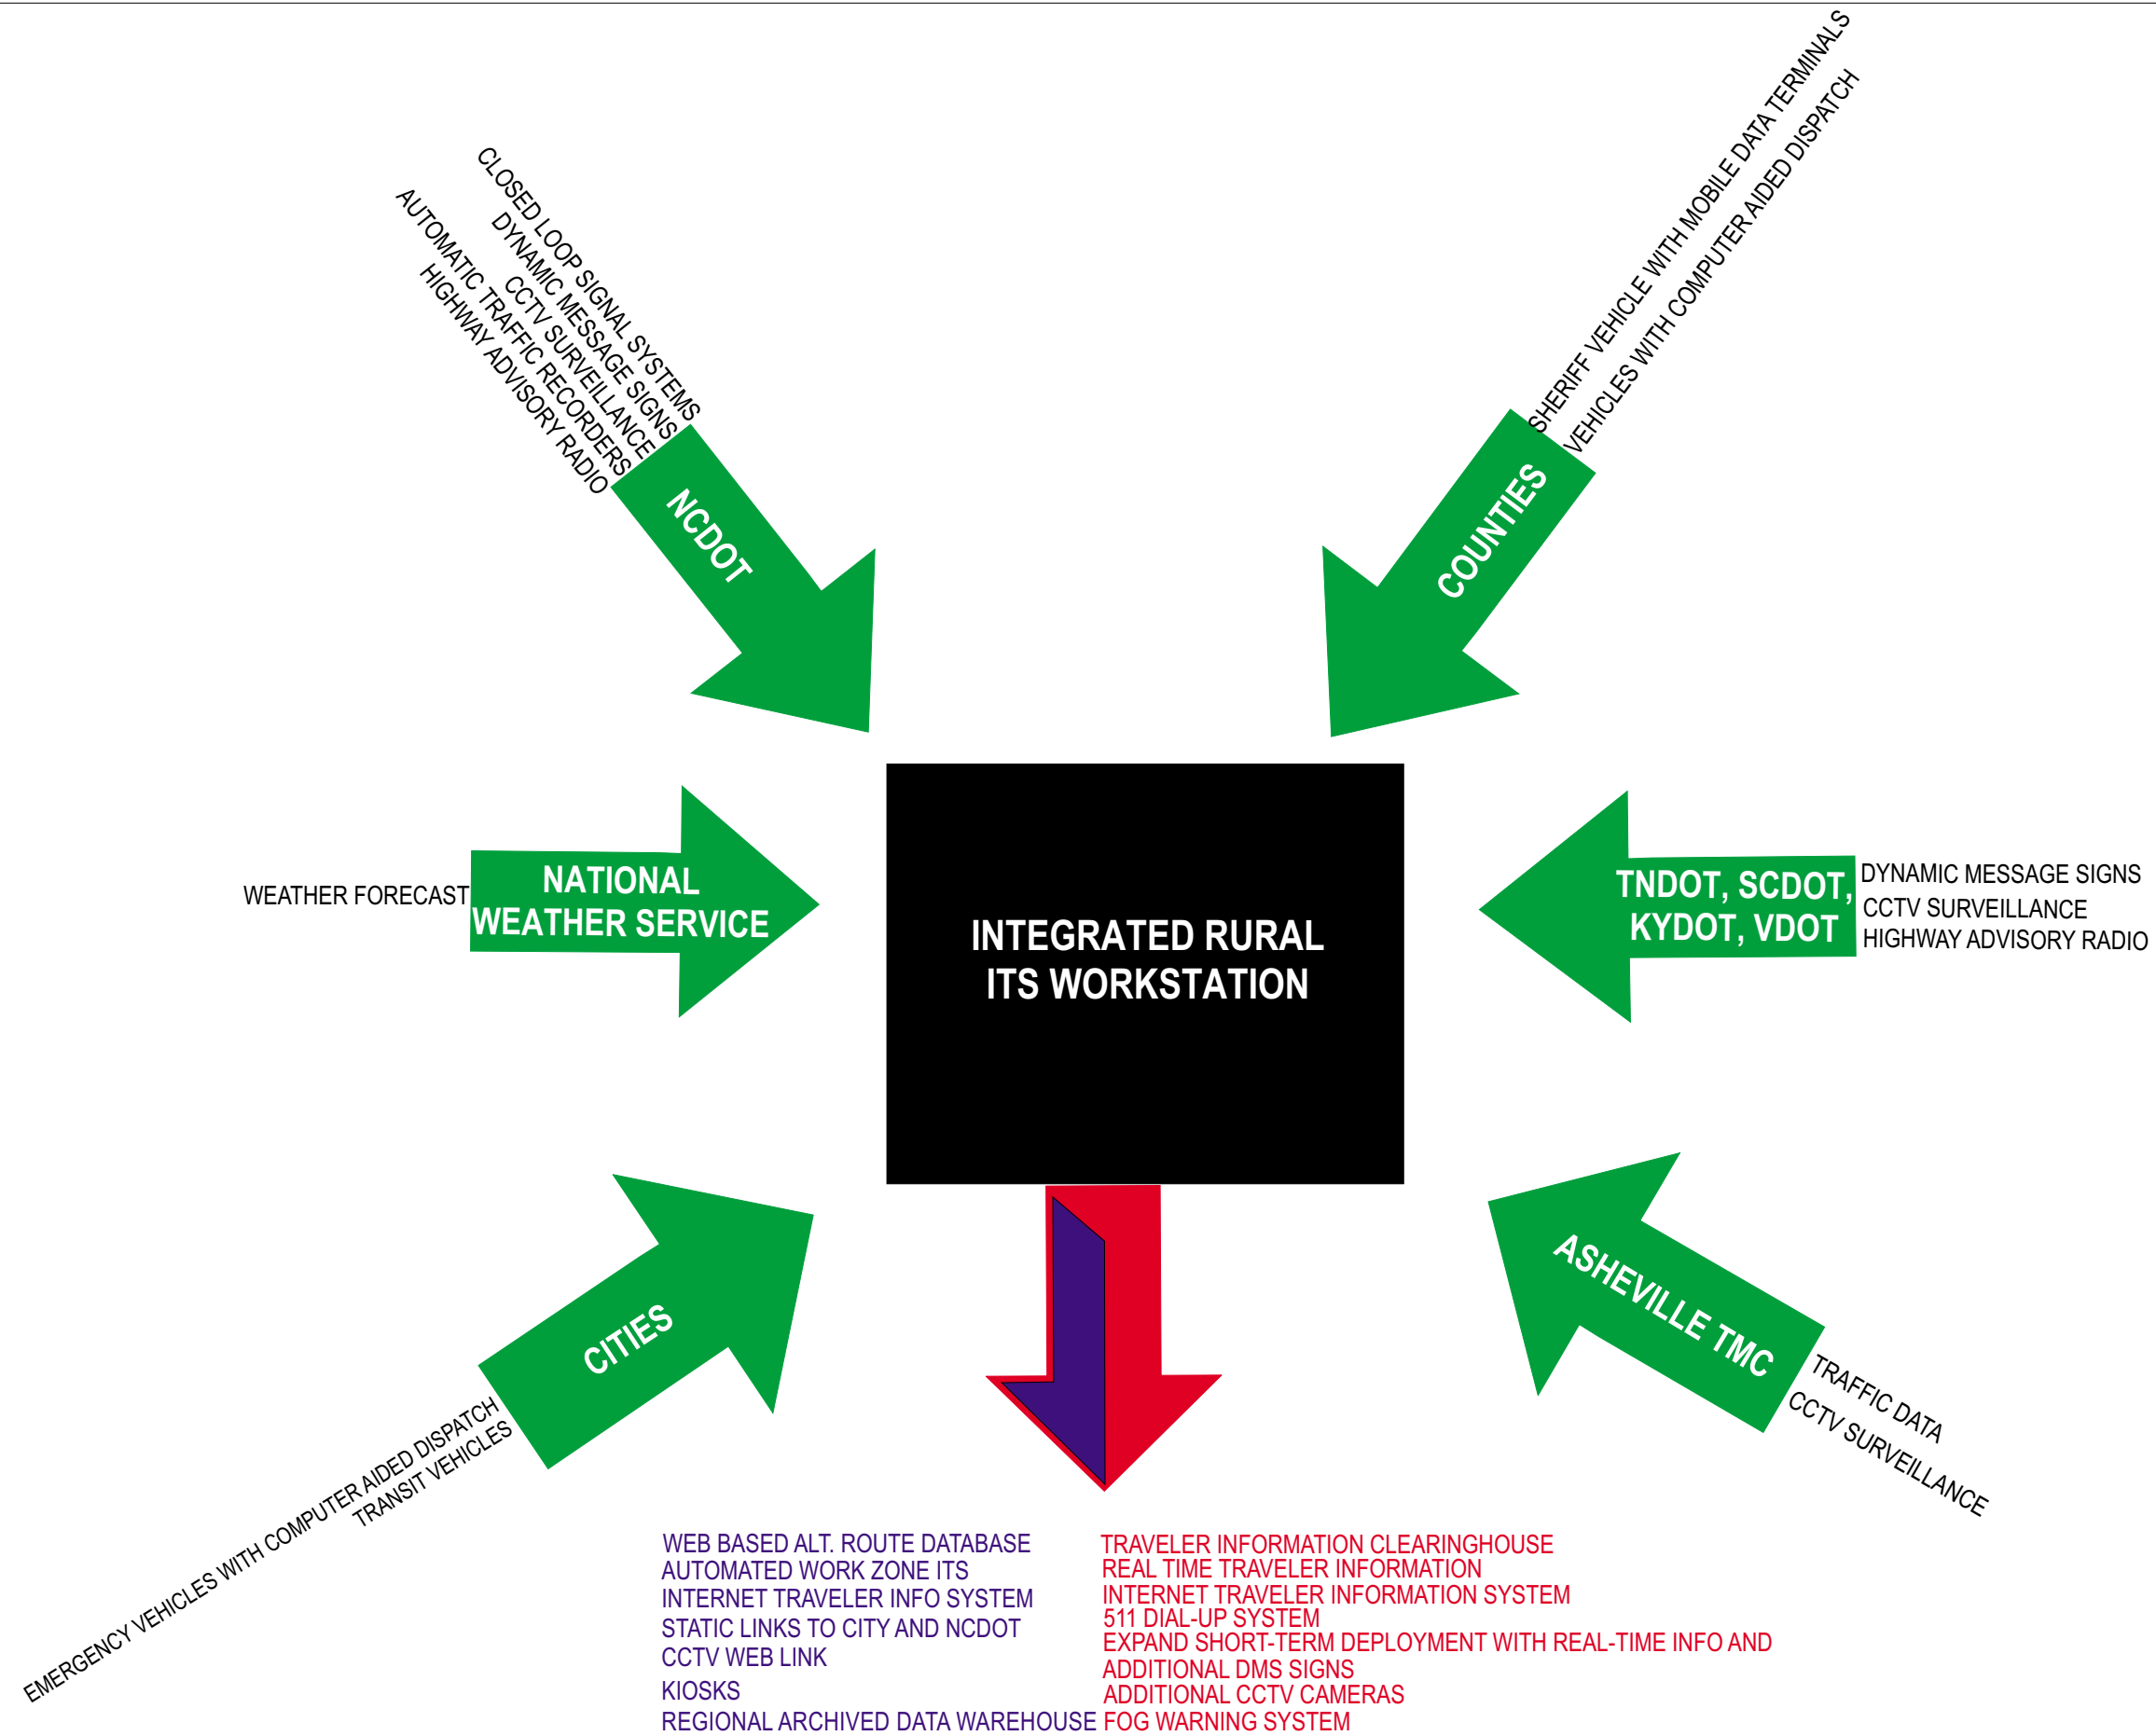 CLOSED LOOP SIGNAL SYSTEMS
DYNAMIC MESSAGE SIGNS
CCTV SURVEILLANCE
AUTOMATIC TRAFFIC RECORDERS
HIGHWAY ADVISORY RADIO
NCDOT
SHERIFF VEHICLE WITH MOBILE DATA TERMINALS
VEHICLES WITH COMPUTER AIDED DISPATCH
COUNTIES
WEATHER FORECAST
NATIONAL
WEATHER SERVICE
INTEGRATED RURAL
ITS WORKSTATION
TNDOT, SCDOT,
KYDOT, VDOT
DYNAMIC MESSAGE SIGNS
CCTV SURVEILLANCE
HIGHWAY ADVISORY RADIO
CITIES
EMERGENCY VEHICLES WITH COMPUTER AIDED DISPATCH
TRANSIT VEHICLES
ASHEVILLE TMC
TRAFFIC DATA
CCTV SURVEILLANCE
WEB BASED ALT. ROUTE DATABASE
AUTOMATED WORK ZONE ITS
INTERNET TRAVELER INFO SYSTEM
STATIC LINKS TO CITY AND NCDOT
CCTV WEB LINK
KIOSKS
REGIONAL ARCHIVED DATA WAREHOUSE
TRAVELER INFORMATION CLEARINGHOUSE
REAL TIME TRAVELER INFORMATION
INTERNET TRAVELER INFORMATION SYSTEM
511 DIAL-UP SYSTEM
EXPAND SHORT-TERM DEPLOYMENT WITH REAL-TIME INFO AND
ADDITIONAL DMS SIGNS
ADDITIONAL CCTV CAMERAS
FOG WARNING SYSTEM